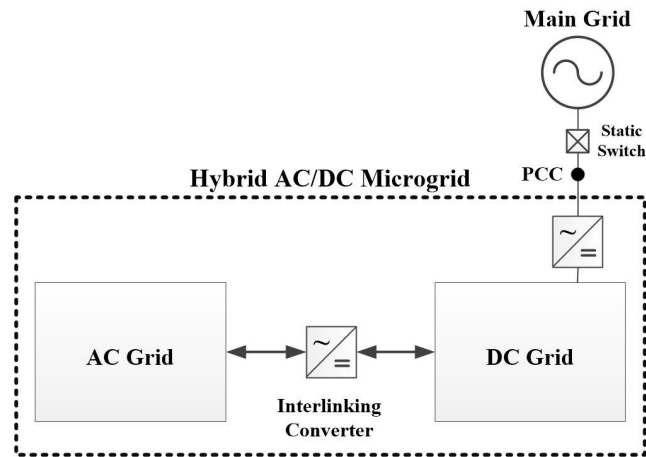 Main Grid
Static
Switch
PCC
Hybrid AC/DC Microgrid
AC Grid
DC Grid
Interlinking
Converter